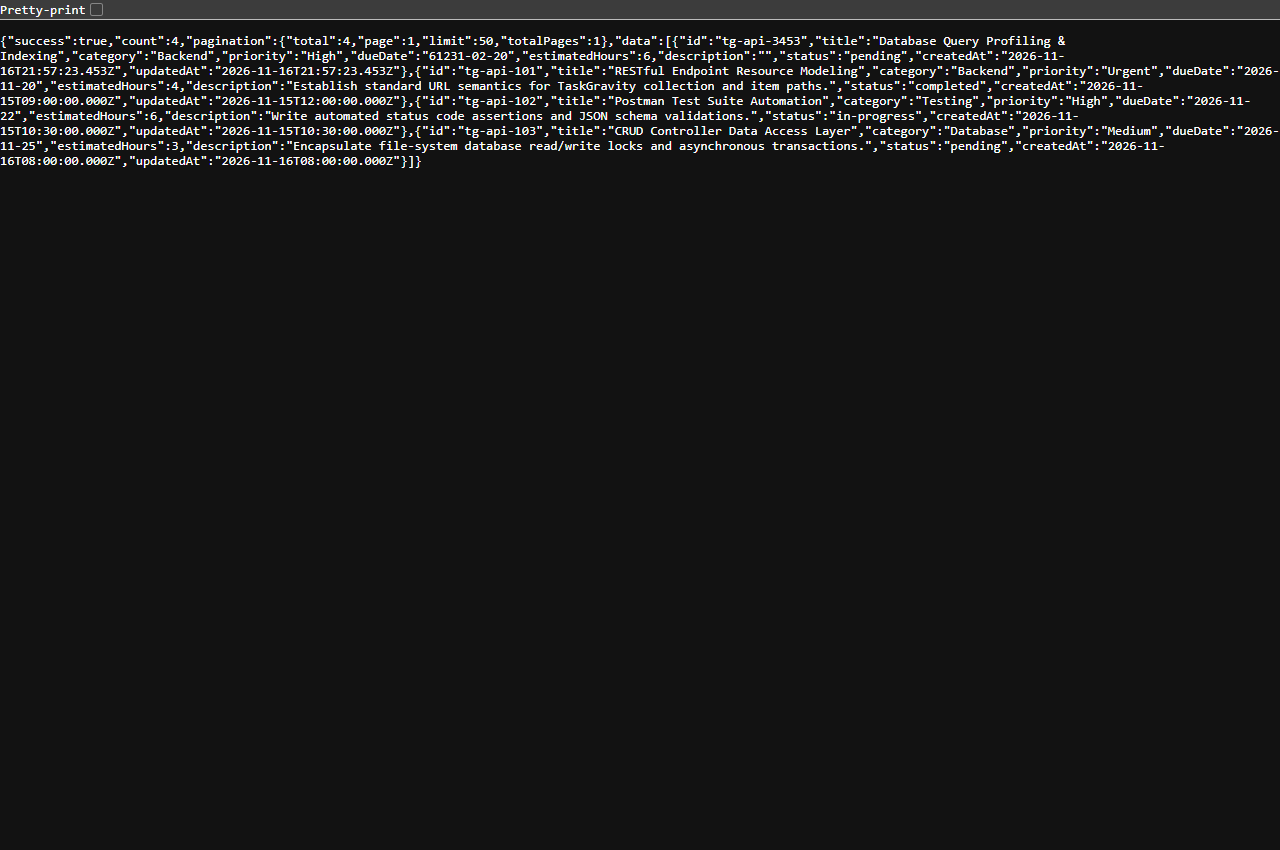 Pretty-print
{"success":true,"count":4,"pagination":{"total":4,"page":1,"limit":50,"totalPages":1},"data":[{"id":"tg-api-3453","title":"Database Query Profiling &
Indexing","category":"Backend","priority":"High","dueDate":"61231-02-20","estimatedHours":6,"description":"","status":"pending","createdAt":"2026-11-
16T21:57:23.453Z","updatedAt":"2026-11-16T21:57:23.453Z"},{"id":"tg-api-101","title":"RESTful Endpoint Resource Modeling","category":"Backend","priority":"Urgent","dueDate":"2026-
11-20","estimatedHours":4,"description":"Establish standard URL semantics for TaskGravity collection and item paths.","status":"completed","createdAt":"2026-11-
15T09:00:00.000Z","updatedAt":"2026-11-15T12:00:00.000Z"},{"id":"tg-api-102","title":"Postman Test Suite Automation","category":"Testing","priority":"High","dueDate":"2026-11-
22","estimatedHours":6,"description":"Write automated status code assertions and JSON schema validations.","status":"in-progress","createdAt":"2026-11-
15T10:30:00.000Z","updatedAt":"2026-11-15T10:30:00.000Z"},{"id":"tg-api-103","title":"CRUD Controller Data Access Layer","category":"Database","priority":"Medium","dueDate":"2026-
11-25","estimatedHours":3,"description":"Encapsulate file-system database read/write locks and asynchronous transactions.","status":"pending","createdAt":"2026-11-
16T08:00:00.000Z","updatedAt":"2026-11-16T08:00:00.000Z"}]}